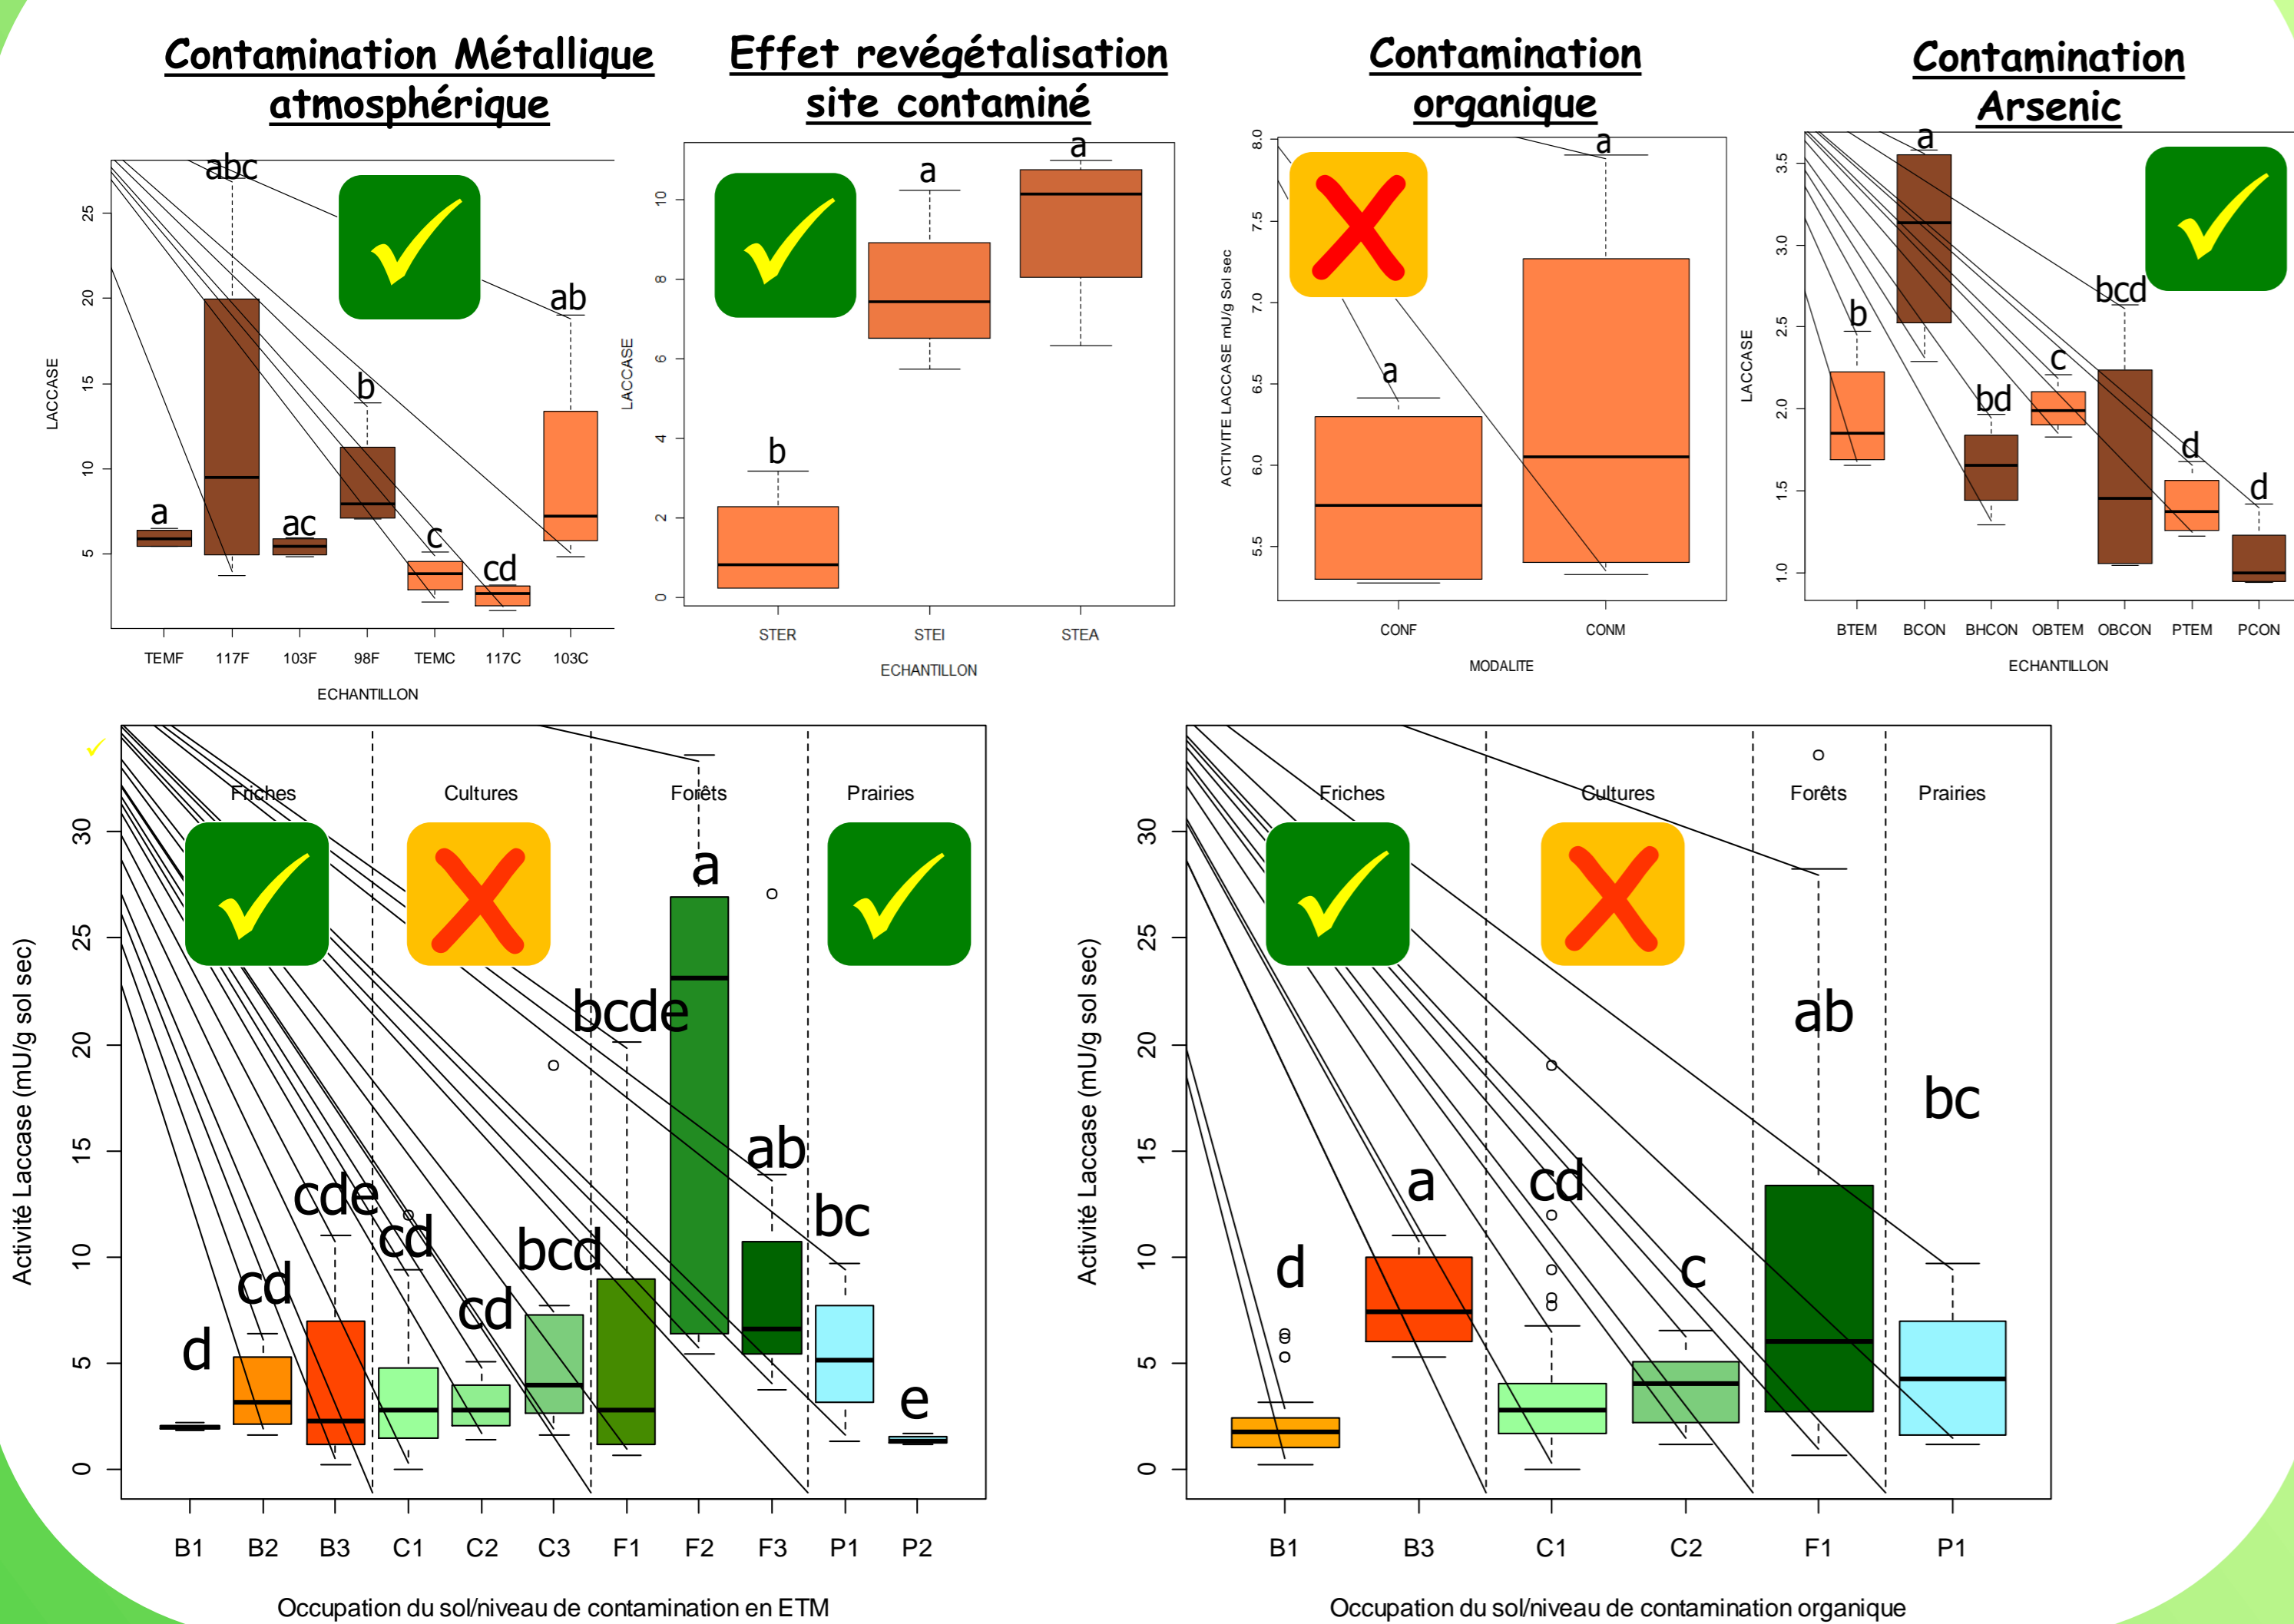 Contamination Métallique
atmosphérique
Effet revégétalisation
site contaminé
Contamination
organique
Contamination
Arsenic
LACCASE
25
20
15
10
5
abc
ab
b
a
ac
c
cd
TEMF 117F 103F 98F TEMC 117C 103C
ECHANTILLON
LACCASE
10
8
6
4
2
0
a
a
b
STER STEI STEA
ECHANTILLON
ACTIVITE LACCASE mU/g Sol sec
8.0
7.5
7.0
6.5
6.0
5.5
a
a
CONF CONM
MODALITE
LACCASE
3.5
3.0
2.5
2.0
1.5
1.0
a
bcd
b
c
bd
d
d
BTEM BCON BHCON OBTEM OBCON PTEM PCON
ECHANTILLON
Activité Laccase (mU/g sol sec)
30
25
20
15
10
5
0
Friches Cultures Forêts Prairies
a
bcde
ab
cde
bc
cd
bcd
cd
cd
d
e
B1 B2 B3 C1 C2 C3 F1 F2 F3 P1 P2
Occupation du sol/niveau de contamination en ETM
Activité Laccase (mU/g sol sec)
30
25
20
15
10
5
0
Friches Cultures Forêts Prairies
ab
bc
a
cd
d
c
B1 B3 C1 C2 F1 P1
Occupation du sol/niveau de contamination organique